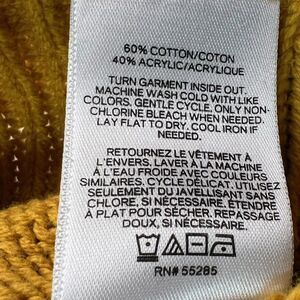 60% COTTON/COTON
40% ACRYLIC/ACRYLIQUE
TURN GARMENT INSIDE OUT.
MACHINE WASH COLD WITH LIKE
COLORS. GENTLE CYCLE. ONLY NON-
CHLORINE BLEACH WHEN NEEDED.
LAY FLAT TO DRY. COOL IRON IF
NEEDED.
RETOURNEZ LE VÊTEMENT À
L'ENVERS. LAVER À LA MACHINE
À L'EAU FROIDE AVEC COULEURS
SIMILAIRES. CYCLE DÉLICAT. UTILISEZ
SEULEMENT DU JAVELLISANT SANS
CHLORE, SI NÉCESSAIRE. ÉTENDRE
À PLAT POUR SÉCHER. REPASSAGE
DOUX, SI NÉCESSAIRE.
RN# 55285